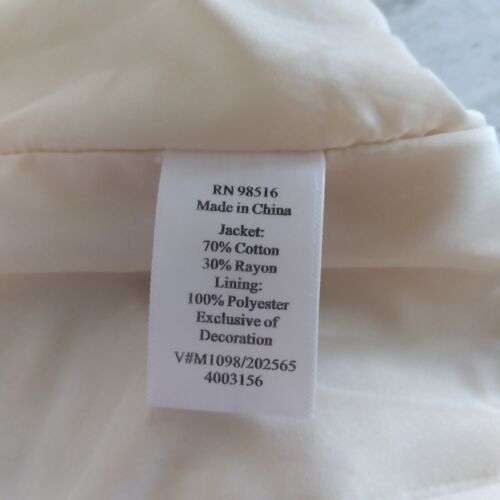 RN 98516
Made in China
Jacket:
70% Cotton
30% Rayon
Lining:
100% Polyester
Exclusive of
Decoration
V#M1098/202565
4003156